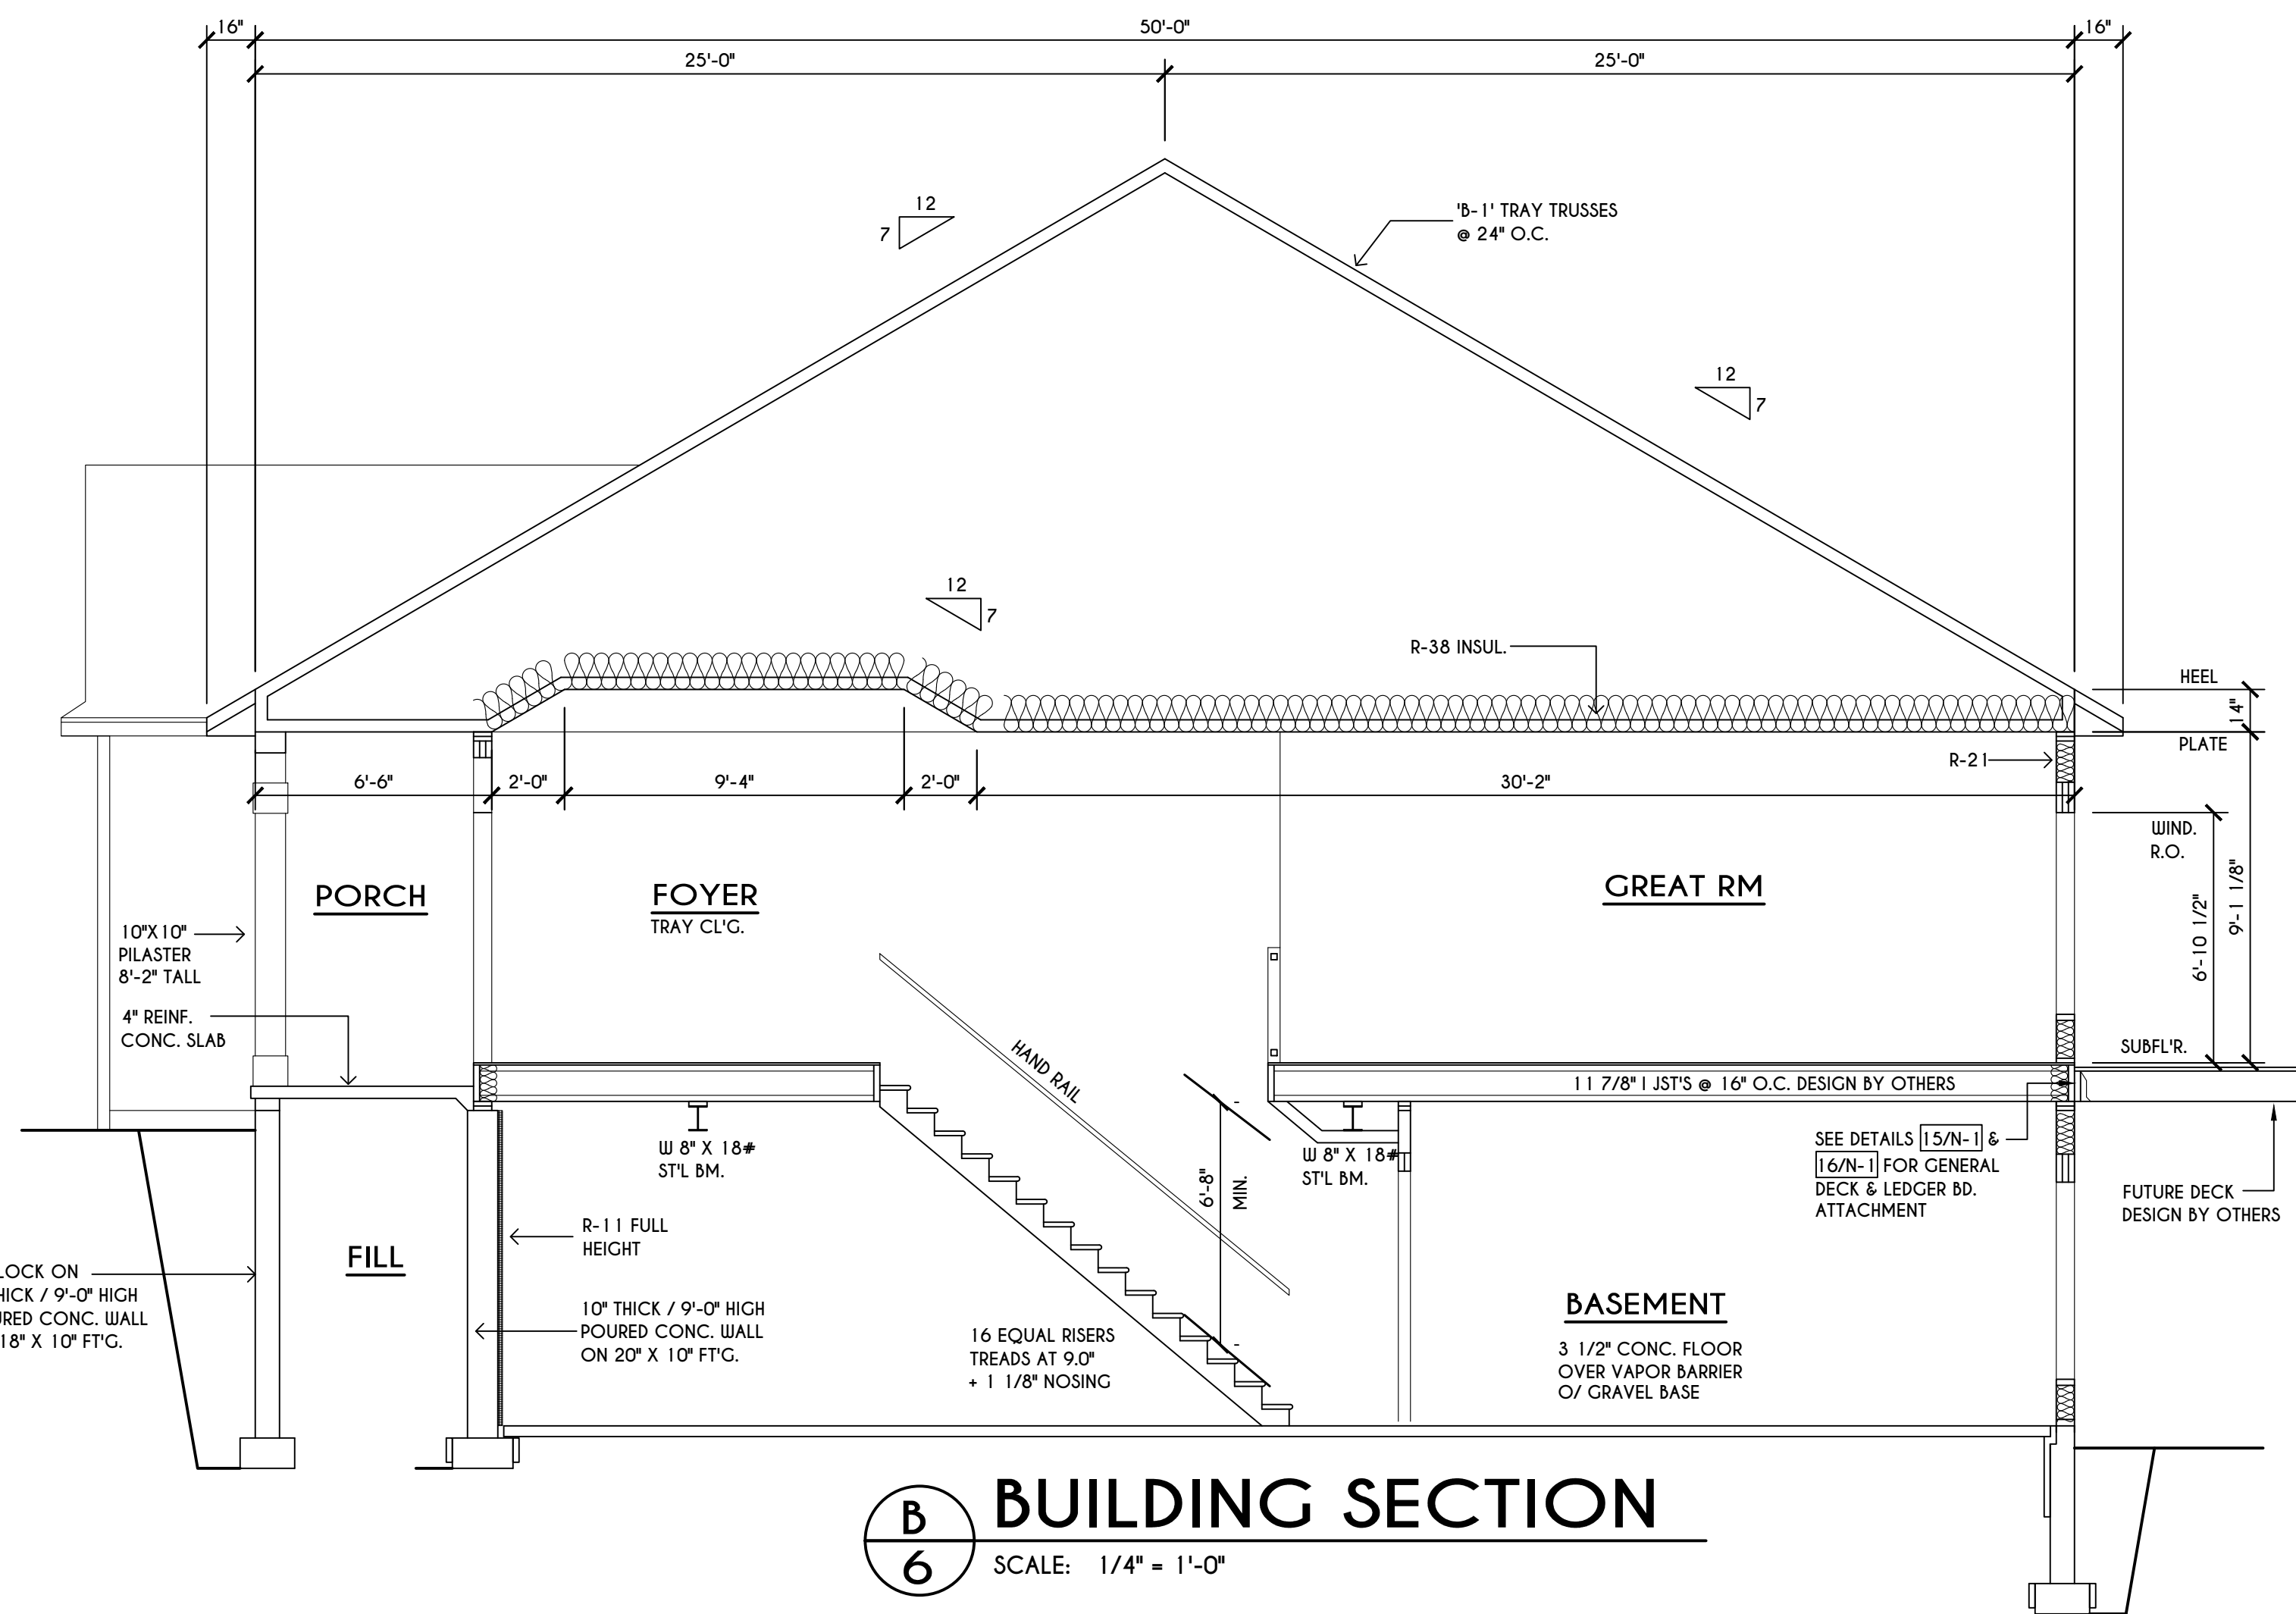 16"
50'-0"
16"
25'-0"
25'-0"
12
7
'B-1' TRAY TRUSSES
@ 24" O.C.
12
7
12
7
R-38 INSUL.
HEEL
14"
PLATE
R-21
6'-6"
2'-0"
9'-4"
2'-0"
30'-2"
WIND.
R.O.
6'-10 1/2"
9'-1 1/8"
PORCH
FOYER
TRAY CL'G.
GREAT RM
10"X10"
PILASTER
8'-2" TALL
4" REINF.
CONC. SLAB
HAND RAIL
SUBFL'R.
11 7/8" I JST'S @ 16" O.C. DESIGN BY OTHERS
W 8" X 18#
ST'L BM.
6'-8"
MIN.
W 8" X 18#
ST'L BM.
SEE DETAILS 15/N-1 &
16/N-1 FOR GENERAL
DECK & LEDGER BD.
ATTACHMENT
FUTURE DECK
DESIGN BY OTHERS
R-11 FULL
HEIGHT
FILL
LOCK ON
HICK / 9'-0" HIGH
URED CONC. WALL
18" X 10" FT'G.
10" THICK / 9'-0" HIGH
POURED CONC. WALL
ON 20" X 10" FT'G.
16 EQUAL RISERS
TREADS AT 9.0"
+ 1 1/8" NOSING
BASEMENT
3 1/2" CONC. FLOOR
OVER VAPOR BARRIER
O/ GRAVEL BASE
B
6
BUILDING SECTION
SCALE: 1/4" = 1'-0"